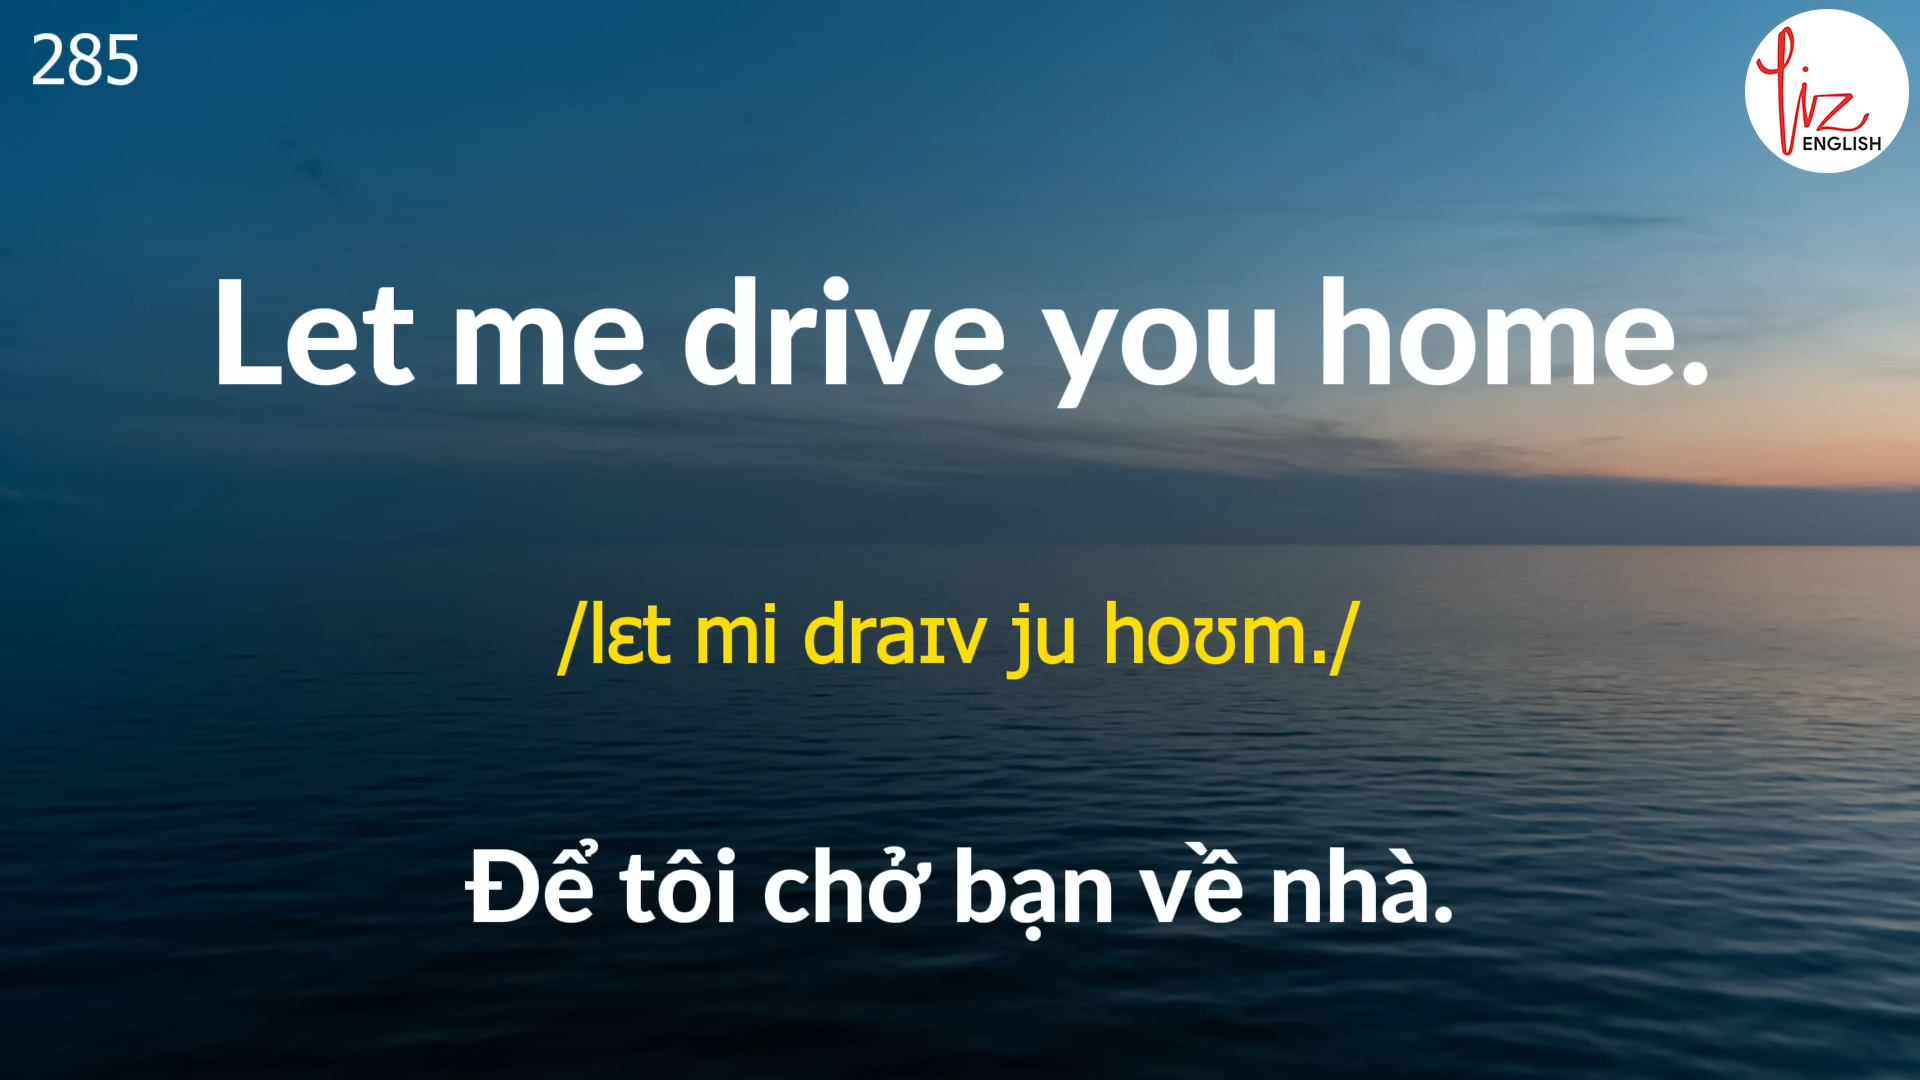 285
Liz
ENGLISH
Let me drive you home.
/lɛt mi draɪv ju hoʊm./
Để tôi chở bạn về nhà.